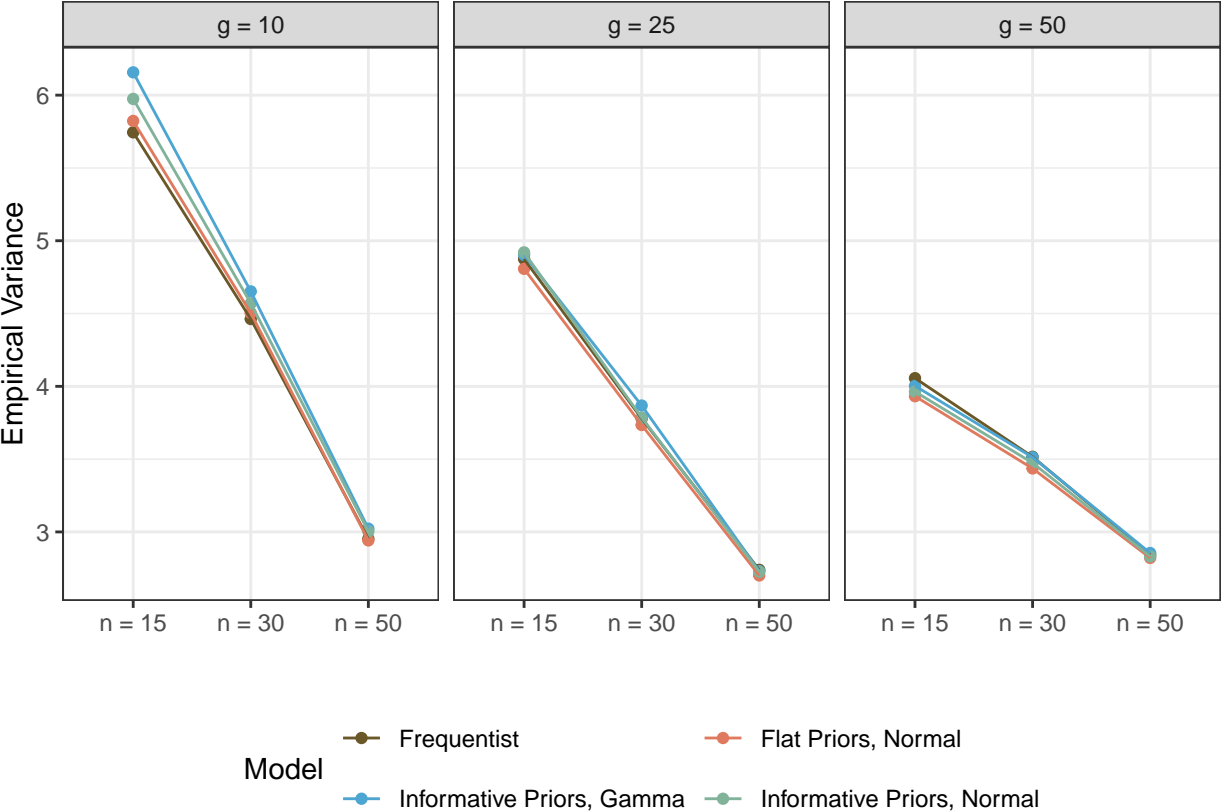 g = 10 g = 25 g = 50
Empirical Variance
6
5
4
3
n = 15 n = 30 n = 50 n = 15 n = 30 n = 50 n = 15 n = 30 n = 50
Model
Frequentist Flat Priors, Normal
Informative Priors, Gamma Informative Priors, Normal